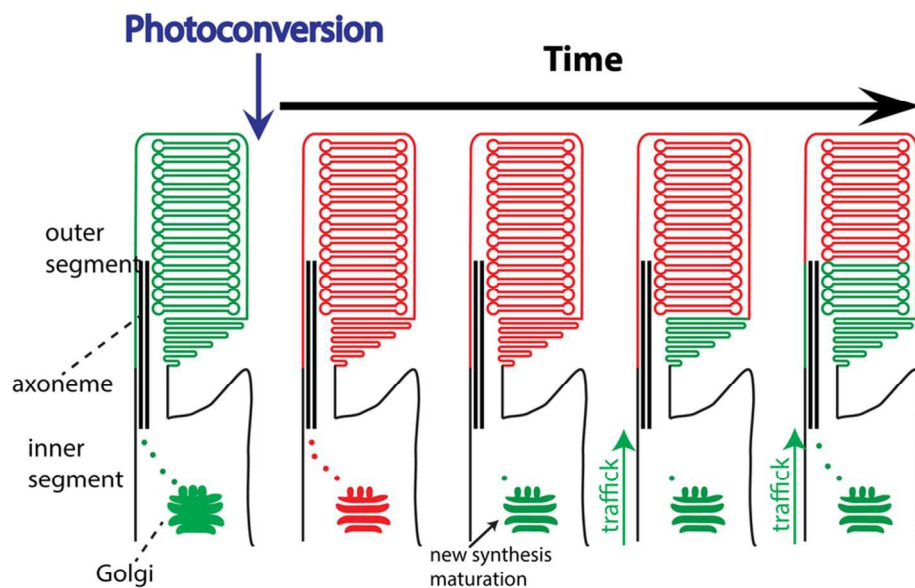 Photoconversion
Time
outer
segment
axoneme
inner
segment
Golgi
new synthesis
maturation
traffick
traffick